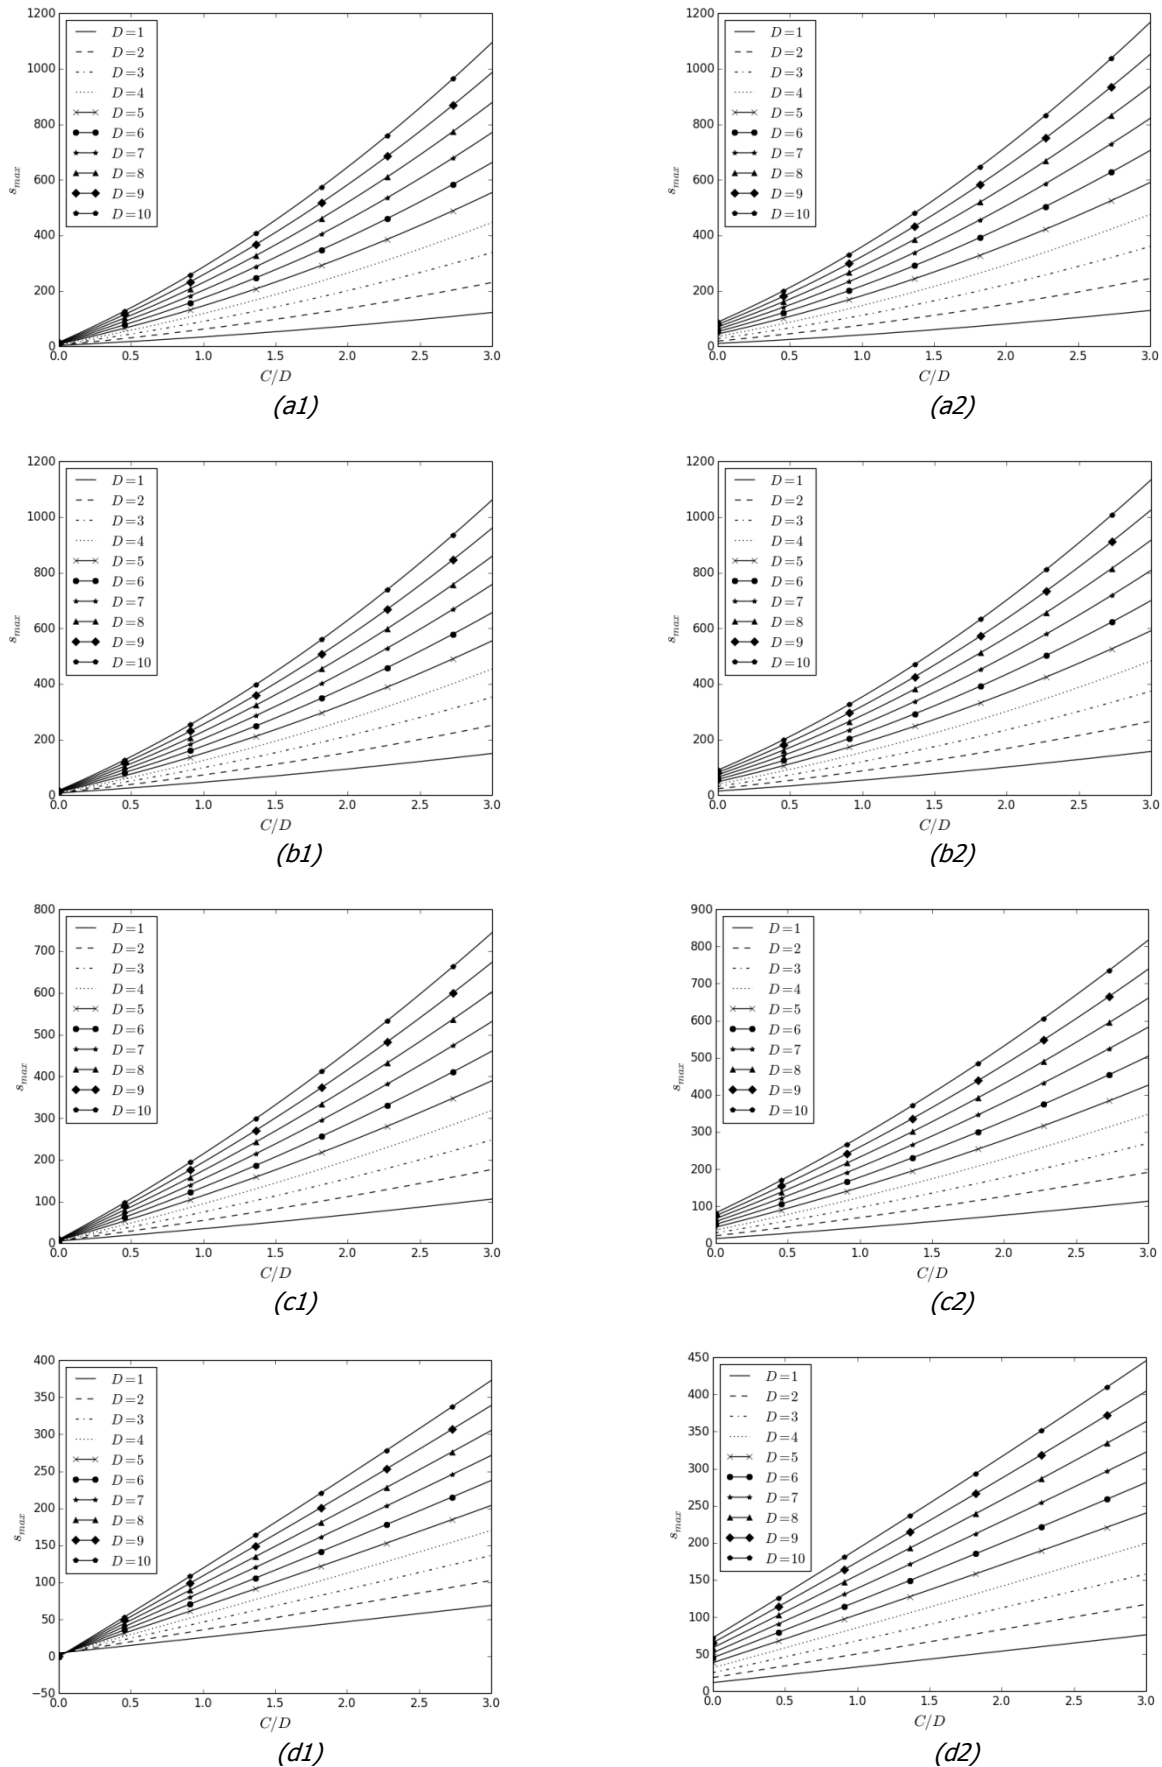 1200
1000
800
600
400
200
0
s_max
D=1
D=2
D=3
D=4
D=5
D=6
D=7
D=8
D=9
D=10
0.0 0.5 1.0 1.5 2.0 2.5 3.0
C/D
(a1)
1200
1000
800
600
400
200
0
s_max
D=1
D=2
D=3
D=4
D=5
D=6
D=7
D=8
D=9
D=10
0.0 0.5 1.0 1.5 2.0 2.5 3.0
C/D
(a2)
1200
1000
800
600
400
200
0
s_max
D=1
D=2
D=3
D=4
D=5
D=6
D=7
D=8
D=9
D=10
0.0 0.5 1.0 1.5 2.0 2.5 3.0
C/D
(b1)
1200
1000
800
600
400
200
0
s_max
D=1
D=2
D=3
D=4
D=5
D=6
D=7
D=8
D=9
D=10
0.0 0.5 1.0 1.5 2.0 2.5 3.0
C/D
(b2)
800
700
600
500
400
300
200
100
0
s_max
D=1
D=2
D=3
D=4
D=5
D=6
D=7
D=8
D=9
D=10
0.0 0.5 1.0 1.5 2.0 2.5 3.0
C/D
(c1)
900
800
700
600
500
400
300
200
100
0
s_max
D=1
D=2
D=3
D=4
D=5
D=6
D=7
D=8
D=9
D=10
0.0 0.5 1.0 1.5 2.0 2.5 3.0
C/D
(c2)
400
350
300
250
200
150
100
50
0
−50
s_max
D=1
D=2
D=3
D=4
D=5
D=6
D=7
D=8
D=9
D=10
0.0 0.5 1.0 1.5 2.0 2.5 3.0
C/D
(d1)
450
400
350
300
250
200
150
100
50
0
s_max
D=1
D=2
D=3
D=4
D=5
D=6
D=7
D=8
D=9
D=10
0.0 0.5 1.0 1.5 2.0 2.5 3.0
C/D
(d2)